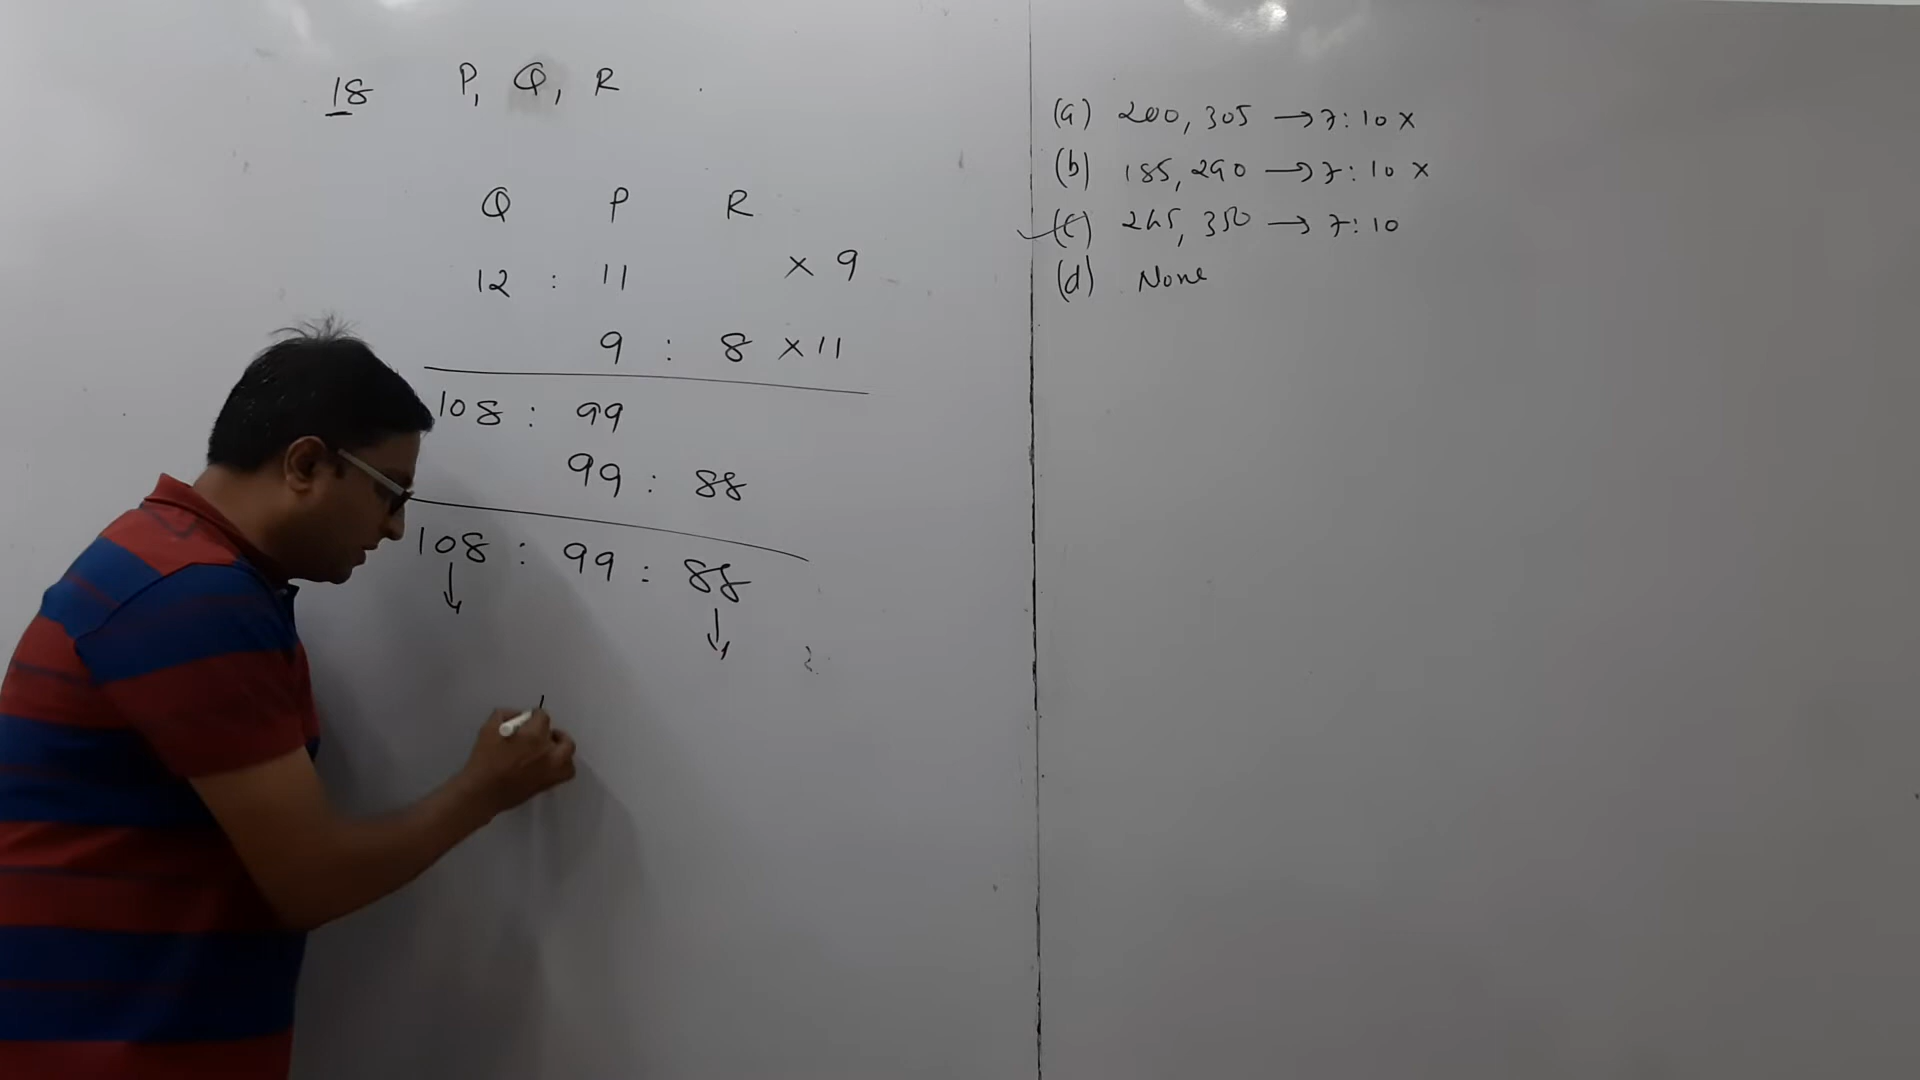 18 P, Q, R
Q P R
12 : 11 × 9
9 : 8 × 11
108 : 99
99 : 88
108 : 99 : 88
(a) 200, 305 → 7:10 ×
(b) 185, 290 → 7:10 ×
(c) 245, 350 → 7:10
(d) None